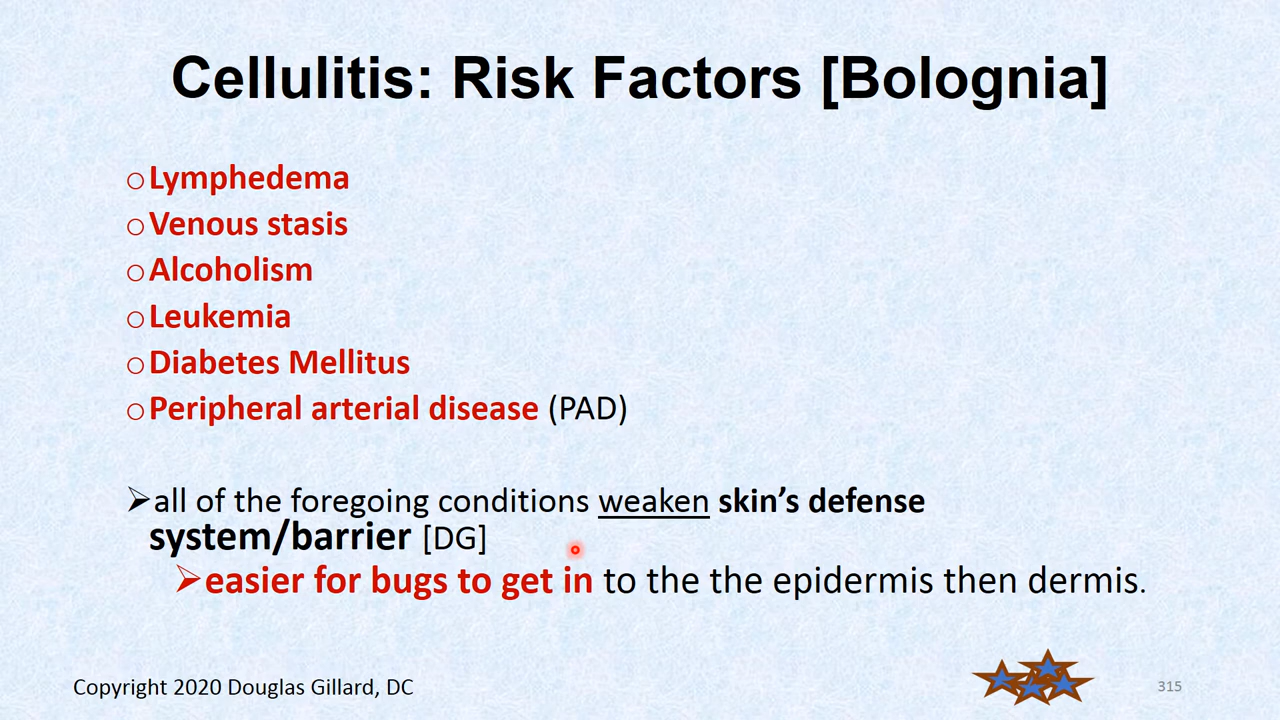 Cellulitis: Risk Factors [Bolognia]
○Lymphedema
○Venous stasis
○Alcoholism
○Leukemia
○Diabetes Mellitus
○Peripheral arterial disease (PAD)
➢all of the foregoing conditions weaken skin’s defense
system/barrier [DG]
➢easier for bugs to get in to the the epidermis then dermis.
Copyright 2020 Douglas Gillard, DC
315